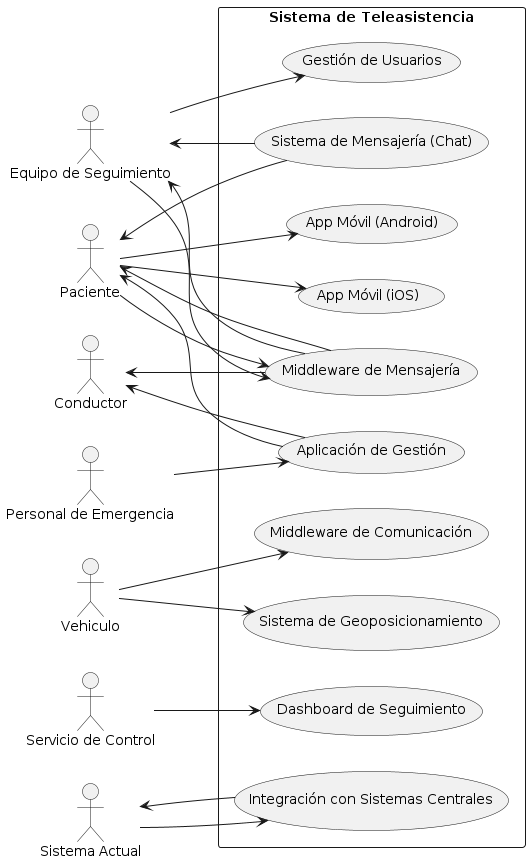 Sistema de Teleasistencia
Gestión de Usuarios
Sistema de Mensajería (Chat)
Equipo de Seguimiento
App Móvil (Android)
Paciente
App Móvil (iOS)
Middleware de Mensajería
Conductor
Aplicación de Gestión
Personal de Emergencia
Middleware de Comunicación
Vehiculo
Sistema de Geoposicionamiento
Dashboard de Seguimiento
Servicio de Control
Integración con Sistemas Centrales
Sistema Actual